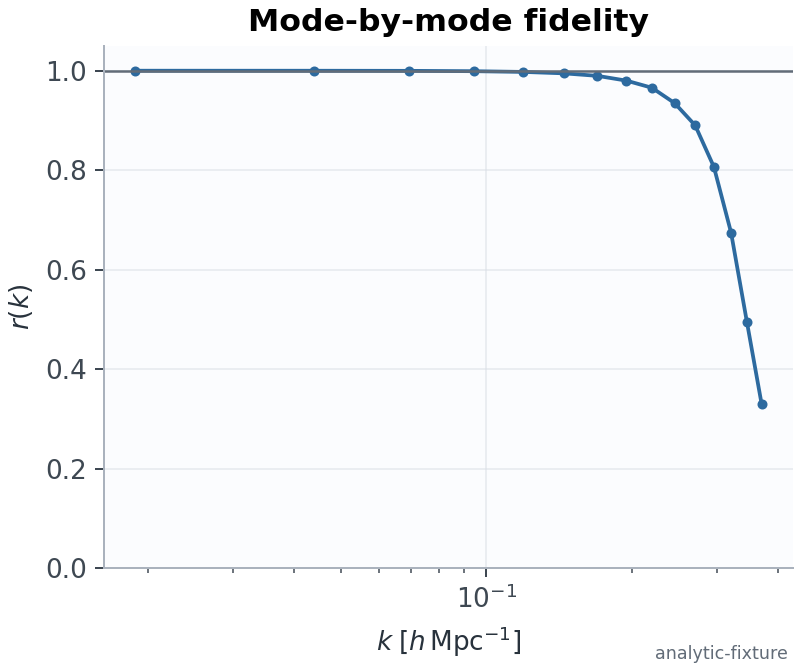 Mode-by-mode fidelity
1.0
0.8
0.6
0.4
0.2
0.0
r(k)
10⁻¹
k [h Mpc⁻¹]
analytic-fixture